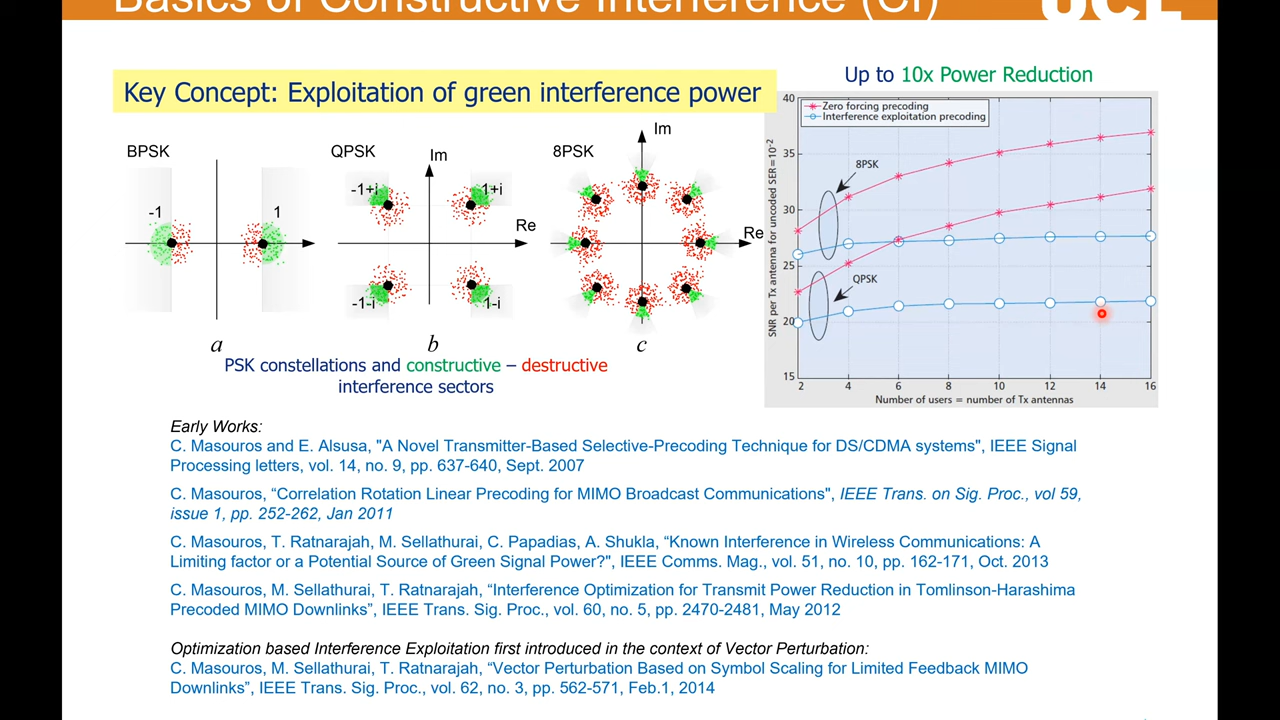 Basics of Constructive Interference (CI)
UCL
Key Concept: Exploitation of green interference power
Up to 10x Power Reduction
BPSK
-1
1
a
QPSK
Im
Re
-1+i
1+i
-1-i
1-i
b
8PSK
Im
Re
c
PSK constellations and constructive – destructive
interference sectors
Zero forcing precoding
Interference exploitation precoding
8PSK
QPSK
SNR per Tx antenna for uncoded SER=10-2
40
35
30
25
20
15
2 4 6 8 10 12 14 16
Number of users = number of Tx antennas
Early Works:
C. Masouros and E. Alsusa, "A Novel Transmitter-Based Selective-Precoding Technique for DS/CDMA systems", IEEE Signal
Processing letters, vol. 14, no. 9, pp. 637-640, Sept. 2007
C. Masouros, “Correlation Rotation Linear Precoding for MIMO Broadcast Communications", IEEE Trans. on Sig. Proc., vol 59,
issue 1, pp. 252-262, Jan 2011
C. Masouros, T. Ratnarajah, M. Sellathurai, C. Papadias, A. Shukla, “Known Interference in Wireless Communications: A
Limiting factor or a Potential Source of Green Signal Power?", IEEE Comms. Mag., vol. 51, no. 10, pp. 162-171, Oct. 2013
C. Masouros, M. Sellathurai, T. Ratnarajah, “Interference Optimization for Transmit Power Reduction in Tomlinson-Harashima
Precoded MIMO Downlinks”, IEEE Trans. Sig. Proc., vol. 60, no. 5, pp. 2470-2481, May 2012
Optimization based Interference Exploitation first introduced in the context of Vector Perturbation:
C. Masouros, M. Sellathurai, T. Ratnarajah, “Vector Perturbation Based on Symbol Scaling for Limited Feedback MIMO
Downlinks”, IEEE Trans. Sig. Proc., vol. 62, no. 3, pp. 562-571, Feb.1, 2014